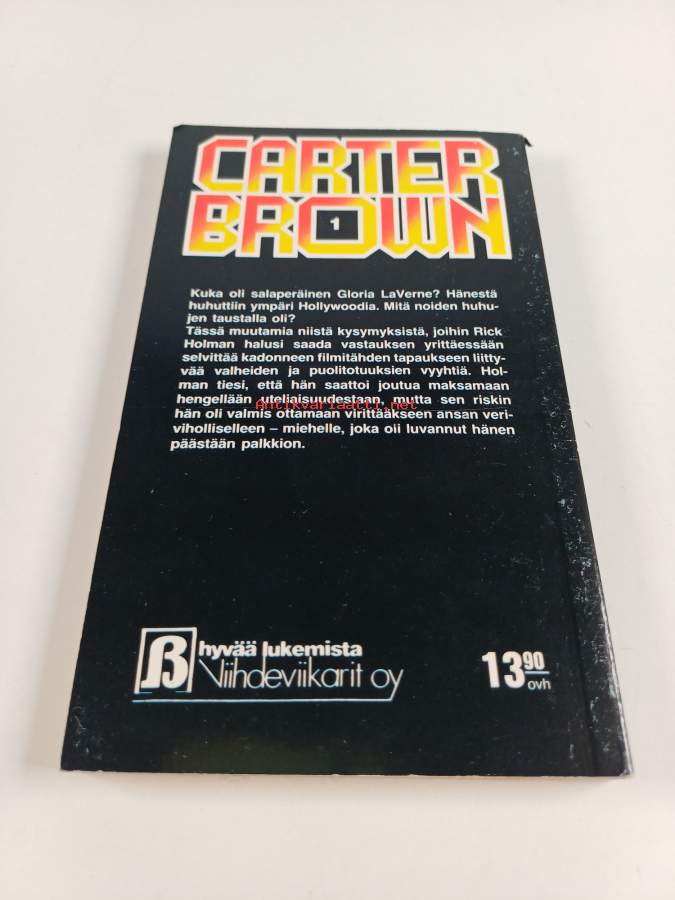 CARTER
BROWN
1
Kuka oli salaperäinen Gloria LaVerne? Hänestä
huhuttiin ympäri Hollywoodia. Mitä noiden huhu-
jen taustalla oli?
Tässä muutamia niistä kysymyksistä, joihin Rick
Holman halusi saada vastauksen yrittäessään
selvittää kadonneen filmitähden tapaukseen liitty-
vää valheiden ja puolitotuuksien vyyhtiä. Hol-
man tiesi, että hän saattoi joutua maksamaan
hengellään uteliaisuudestaan, mutta sen riskin
Antikvariaatti.net
hän oli valmis ottamaan virittääkseen ansan veri-
viholliselleen – miehelle, joka oli luvannut hänen
päästään palkkion.
hyvää lukemista
Viihdeviikarit oy
13 90
ovh